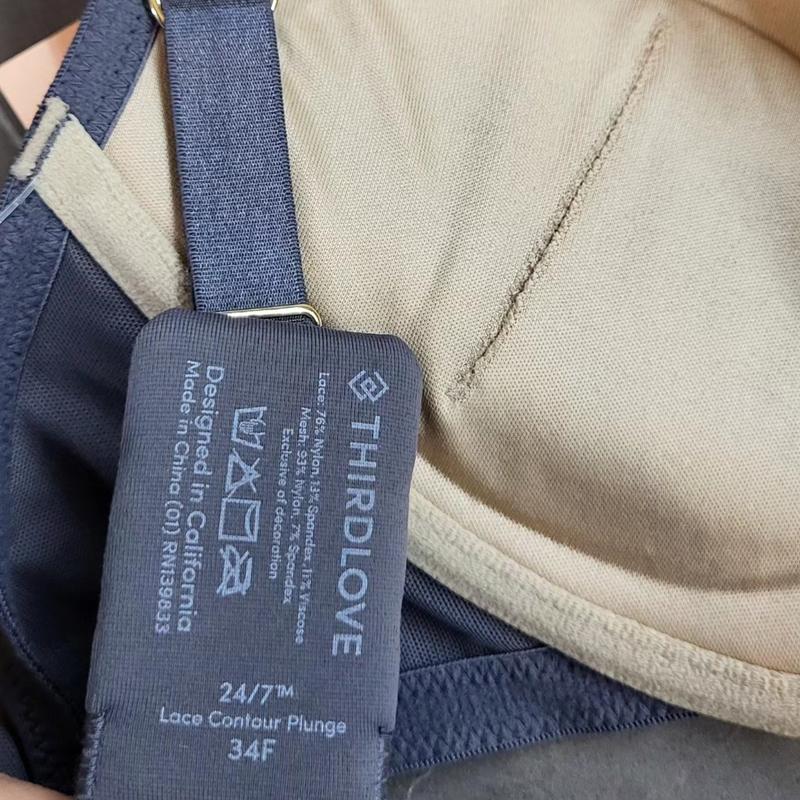 THIRDLOVE
Lace: 76% Nylon, 13% Spandex, 11% Viscose
Mesh: 93% Nylon, 7% Spandex
Exclusive of decoration
Designed in California
Made in China (01) RN139833
24/7™
Lace Contour Plunge
34F